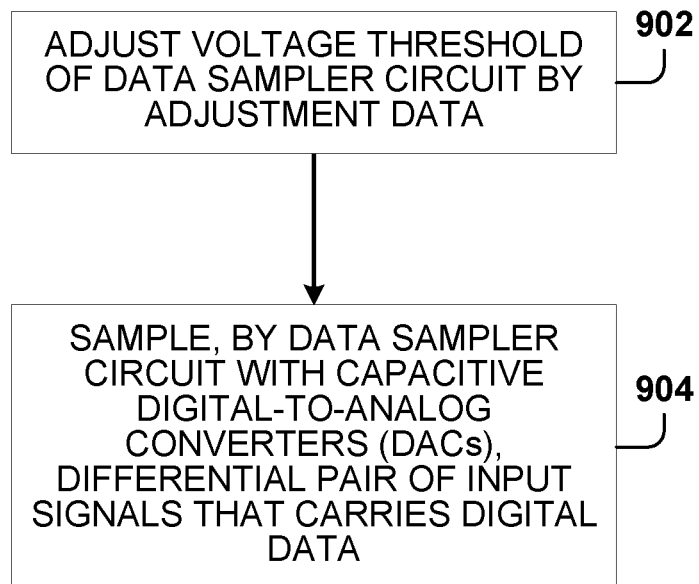 902
ADJUST VOLTAGE THRESHOLD
OF DATA SAMPLER CIRCUIT BY
ADJUSTMENT DATA
904
SAMPLE, BY DATA SAMPLER
CIRCUIT WITH CAPACITIVE
DIGITAL-TO-ANALOG
CONVERTERS (DACs),
DIFFERENTIAL PAIR OF INPUT
SIGNALS THAT CARRIES DIGITAL
DATA